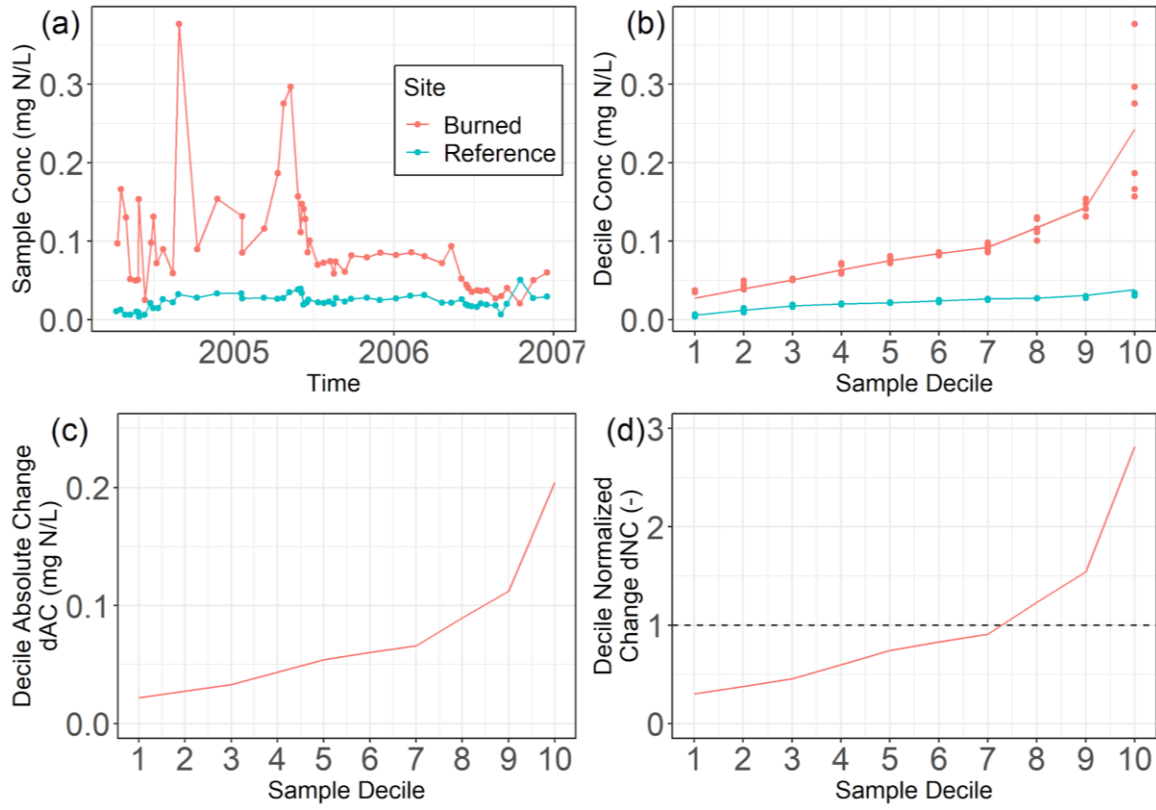 (a)
Sample Conc (mg N/L)
0.3
0.2
0.1
0.0
2005 2006 2007
Time
Site
Burned
Reference
(b)
Decile Conc (mg N/L)
0.3
0.2
0.1
0.0
1 2 3 4 5 6 7 8 9 10
Sample Decile
(c)
Decile Absolute Change
dAC (mg N/L)
0.2
0.1
0.0
1 2 3 4 5 6 7 8 9 10
Sample Decile
(d)
Decile Normalized
Change dNC (-)
3
2
1
0
1 2 3 4 5 6 7 8 9 10
Sample Decile